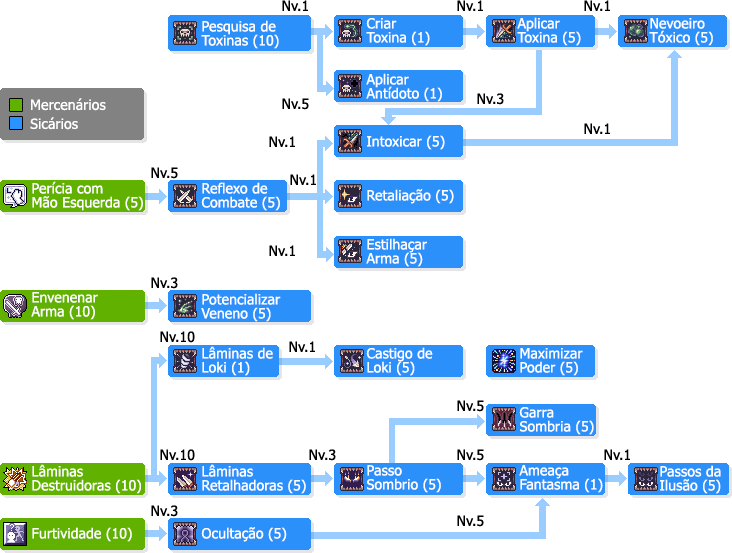 Nv.1
Nv.1
Nv.1
Pesquisa de
Toxinas (10)
Criar
Toxina (1)
Aplicar
Toxina (5)
Nevoeiro
Tóxico (5)
Aplicar
Antídoto (1)
Mercenários
Sicários
Nv.5
Nv.3
Nv.1
Nv.1
Intoxicar (5)
Nv.5
Nv.1
Perícia com
Mão Esquerda (5)
Reflexo de
Combate (5)
Retaliação (5)
Nv.1
Estilhaçar
Arma (5)
Nv.3
Envenenar
Arma (10)
Potencializar
Veneno (5)
Nv.10
Nv.1
Lâminas de
Loki (1)
Castigo de
Loki (5)
Maximizar
Poder (5)
Nv.5
Garra
Sombria (5)
Nv.10
Nv.3
Nv.5
Nv.1
Lâminas
Destruidoras (10)
Lâminas
Retalhadoras (5)
Passo
Sombrio (5)
Ameaça
Fantasma (1)
Passos da
Ilusão (5)
Nv.3
Nv.5
Furtividade (10)
Ocultação (5)